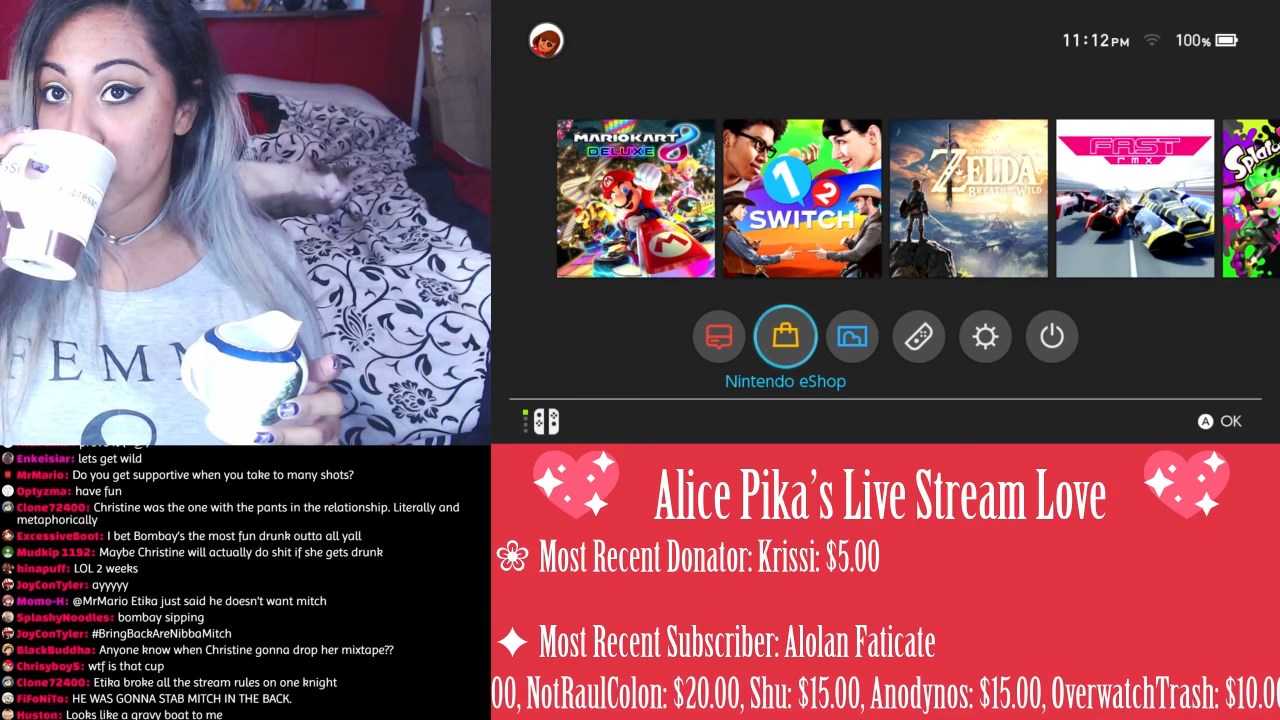 FEMM
Enkeisiar: lets get wild
MrMario: Do you get supportive when you take to many shots?
Optyzma: have fun
Clone72400: Christine was the one with the pants in the relationship. Literally and
metaphorically
ExcessiveBoot: I bet Bombay's the most fun drunk outta all yall
Mudkip 1192: Maybe Christine will actually do shit if she gets drunk
hinapuff: LOL 2 weeks
JoyConTyler: ayyyyy
Momo-H: @MrMario Etika just said he doesn't want mitch
SplashyNoodles: bombay sipping
JoyConTyler: #BringBackAreNibbaMitch
BlackBuddha: Anyone know when Christine gonna drop her mixtape??
ChrisyboyS: wtf is that cup
Clone72400: Etika broke all the stream rules on one knight
FiFoNiTo: HE WAS GONNA STAB MITCH IN THE BACK.
Huston: Looks like a gravy boat to me
11:12PM 100%
MARIOKART 8
DELUXE
1 2
SWITCH
THE LEGEND OF
ZELDA
BREATH OF THE WILD
FAST
RMX
Splat
Nintendo eShop
A OK
Alice Pika's Live Stream Love
Most Recent Donator: Krissi: $5.00
Most Recent Subscriber: Alolan Faticate
00, NotRaulColon: $20.00, Shu: $15.00, Anodynos: $15.00, OverwatchTrash: $10.00